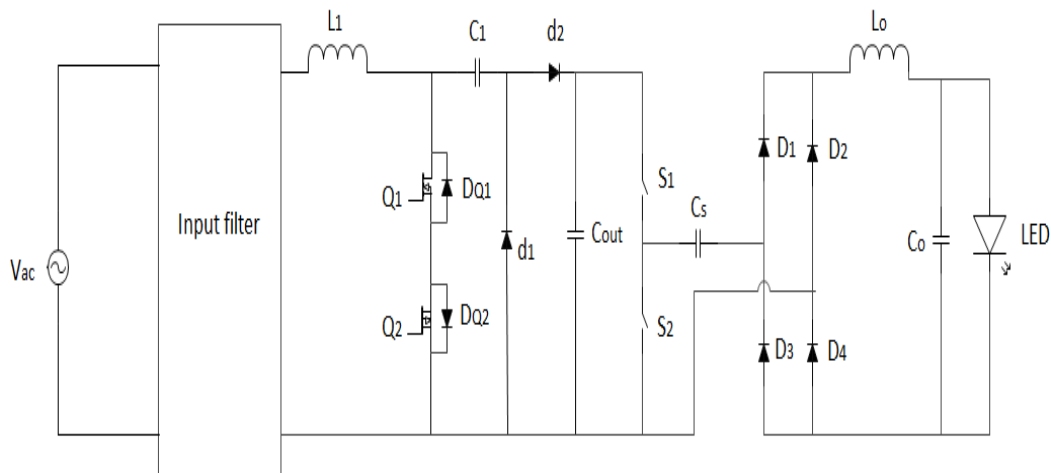 L1
C1
d2
Lo
Q1
DQ1
S1
D1
D2
Input filter
Cs
d1
Cout
Co
LED
Vac
Q2
DQ2
S2
D3
D4